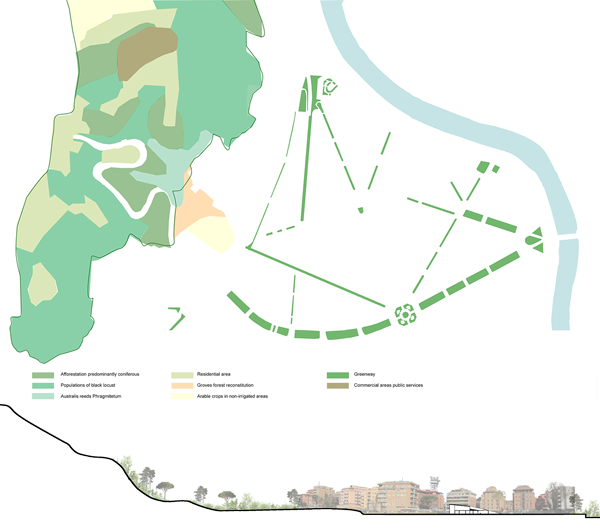 Afforestation predominantly coniferous
Populations of black locust
Australia reeds Phragmitetum
Residential area
Groves forest reconstitution
Arable crops in non-irrigated areas
Greenway
Commercial areas public services